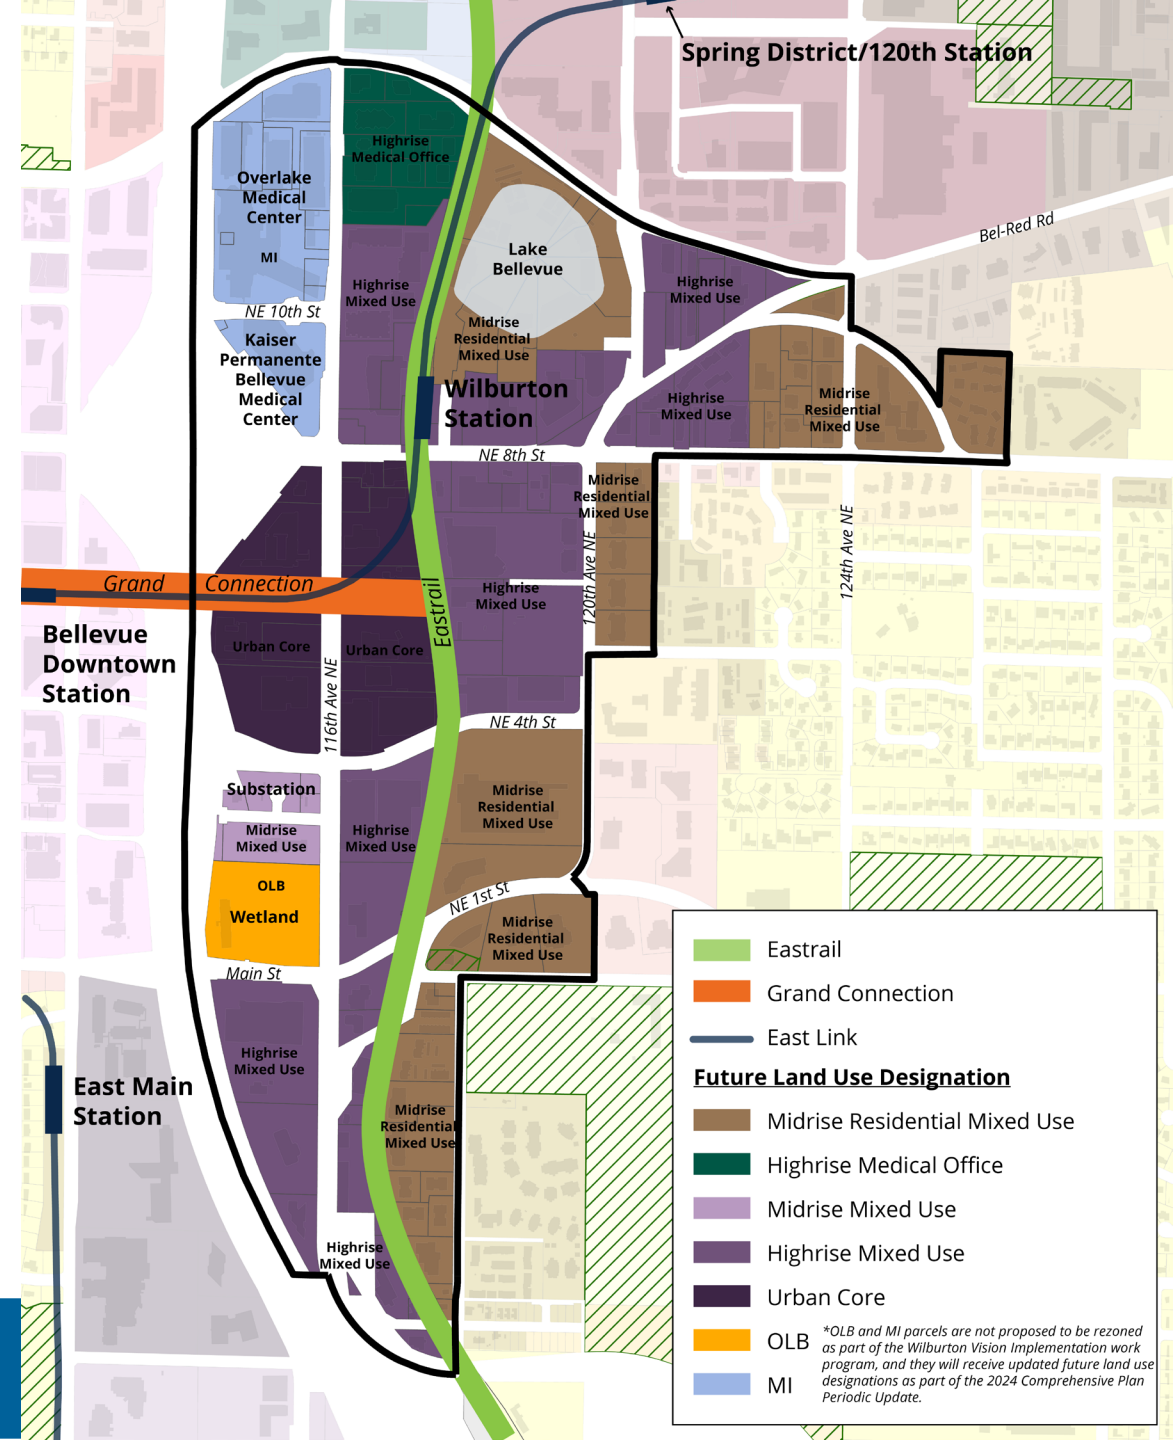 Spring District/120th Station
Highrise
Medical Office
Overlake
Medical
Center
MI
Bel-Red Rd
Lake
Bellevue
Highrise
Mixed Use
Highrise
Mixed Use
NE 10th St
Midrise
Residential
Mixed Use
Kaiser
Permanente
Bellevue
Medical
Center
Wilburton
Station
Highrise
Mixed Use
Midrise
Residential
Mixed Use
NE 8th St
Midrise
Residential
Mixed Use
120th Ave NE
124th Ave NE
Grand Connection
Eastrail
Highrise
Mixed Use
Bellevue
Downtown
Station
Urban Core
Urban Core
116th Ave NE
NE 4th St
Substation
Midrise
Mixed Use
Highrise
Mixed Use
Midrise
Residential
Mixed Use
OLB
Wetland
NE 1st St
Midrise
Residential
Mixed Use
Main St
Highrise
Mixed Use
East Main
Station
Midrise
Residential
Mixed Use
Highrise
Mixed Use
Eastrail
Grand Connection
East Link
Future Land Use Designation
Midrise Residential Mixed Use
Highrise Medical Office
Midrise Mixed Use
Highrise Mixed Use
Urban Core
OLB
MI
*OLB and MI parcels are not proposed to be rezoned
as part of the Wilburton Vision Implementation work
program, and they will receive updated future land use
designations as part of the 2024 Comprehensive Plan
Periodic Update.